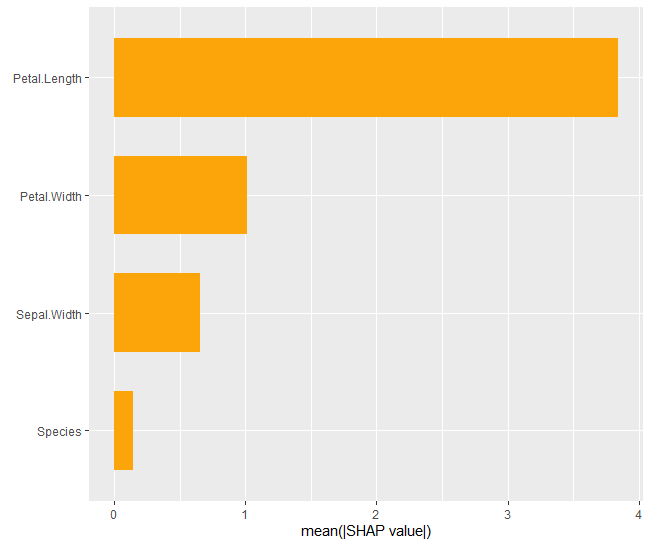 Petal.Length
Petal.Width
Sepal.Width
Species
0 1 2 3 4
mean(|SHAP value|)